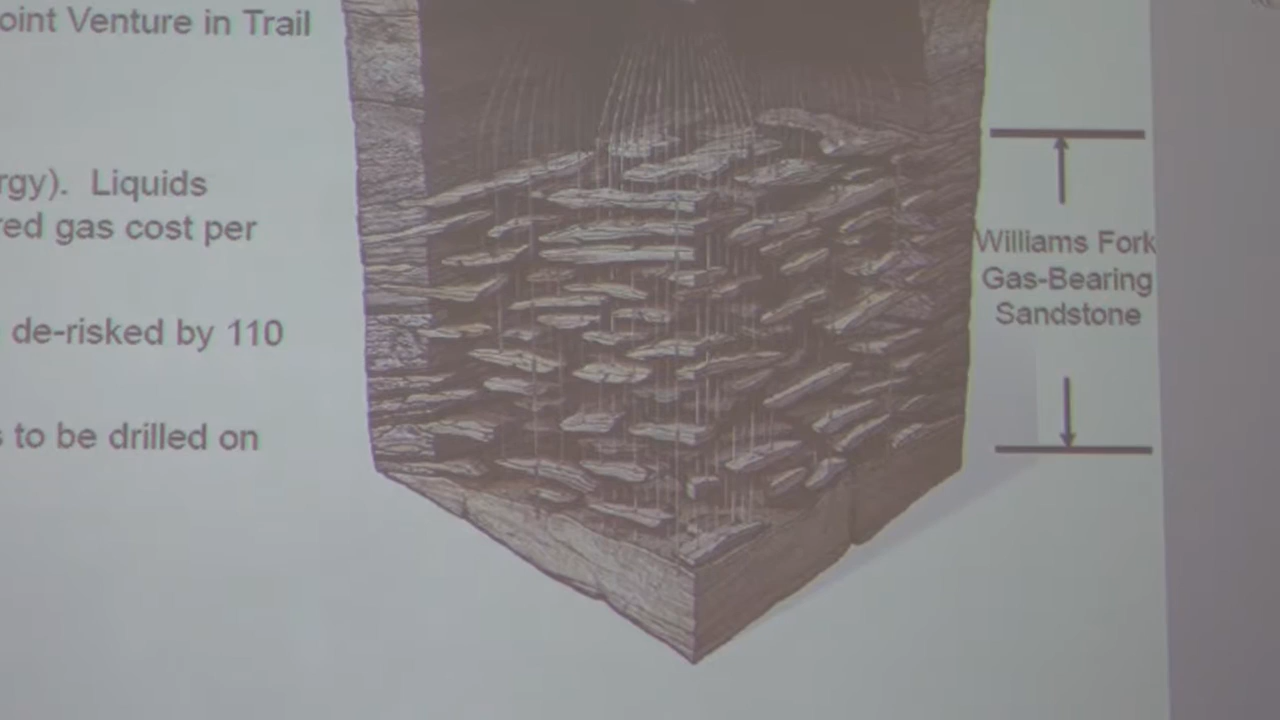 oint Venture in Trail
rgy). Liquids
red gas cost per
de-risked by 110
s to be drilled on
Williams Fork
Gas-Bearing
Sandstone